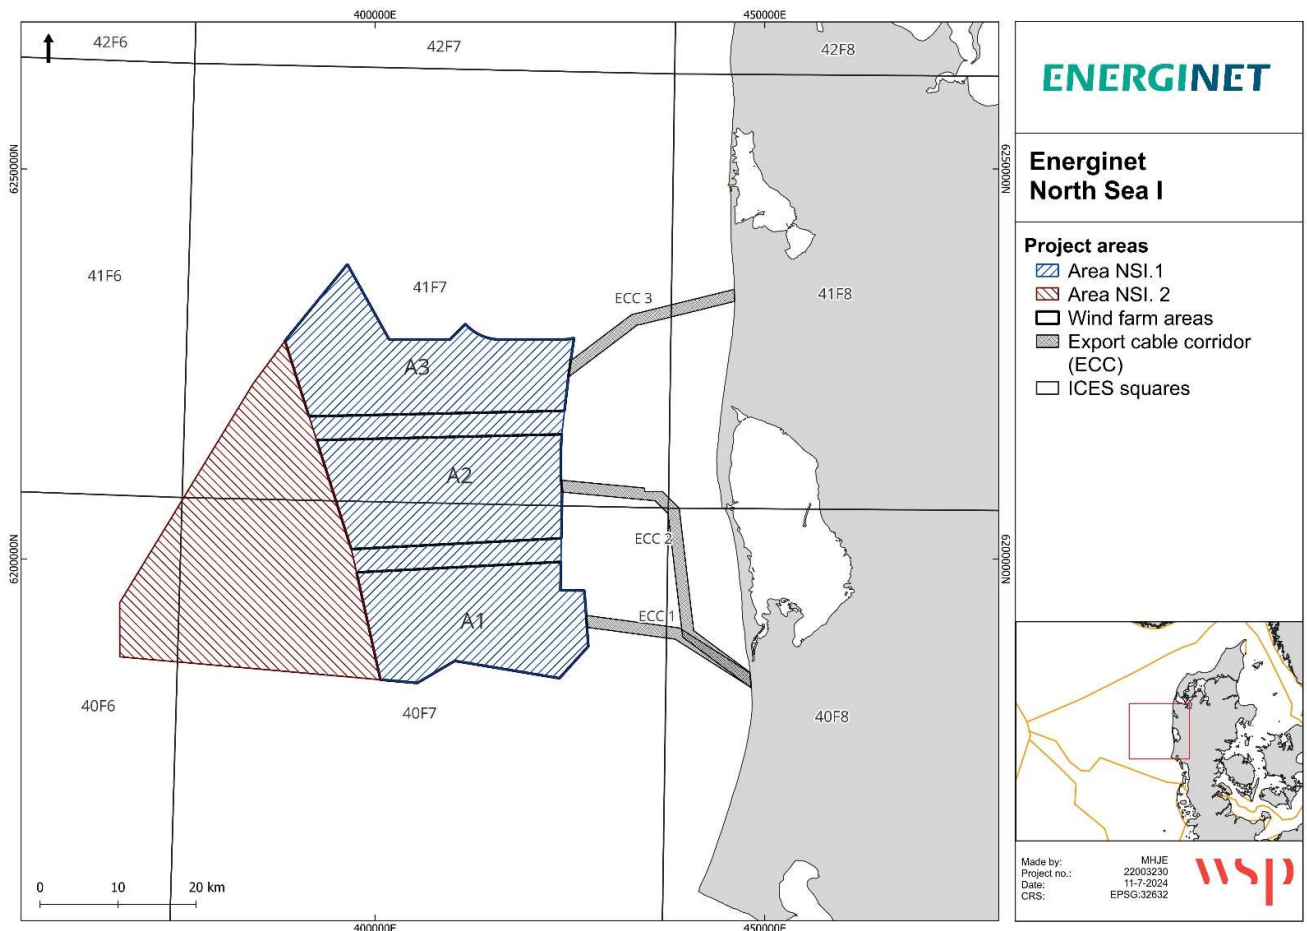 400000E
450000E
42F6
42F7
42F8
6250000N
6250000N
41F6
41F7
41F8
ECC 3
A3
A2
ECC 2
6200000N
6200000N
ECC 1
A1
40F6
40F7
40F8
0 10 20 km
400000E
450000E
ENERGINET
Energinet
North Sea I
Project areas
Area NSI.1
Area NSI. 2
Wind farm areas
Export cable corridor
(ECC)
ICES squares
Made by: MHJE
Project no.: 22003230
Date: 11-7-2024
CRS: EPSG:32632
wsp